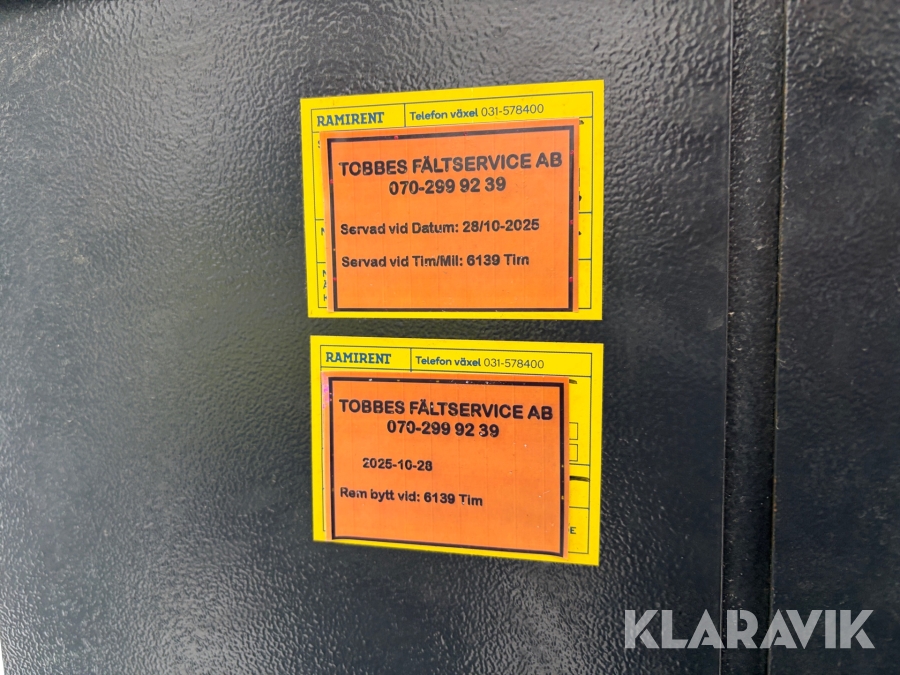 RAMIRENT
Telefon växel 031-578400
TOBBES FÄLTSERVICE AB
070-299 92 39
Servad vid Datum: 28/10-2025
Servad vid Tim/Mil: 6139 Tim
RAMIRENT
Telefon växel 031-578400
TOBBES FÄLTSERVICE AB
070-299 92 39
2025-10-28
Rem bytt vid: 6139 Tim
KLARAVIK